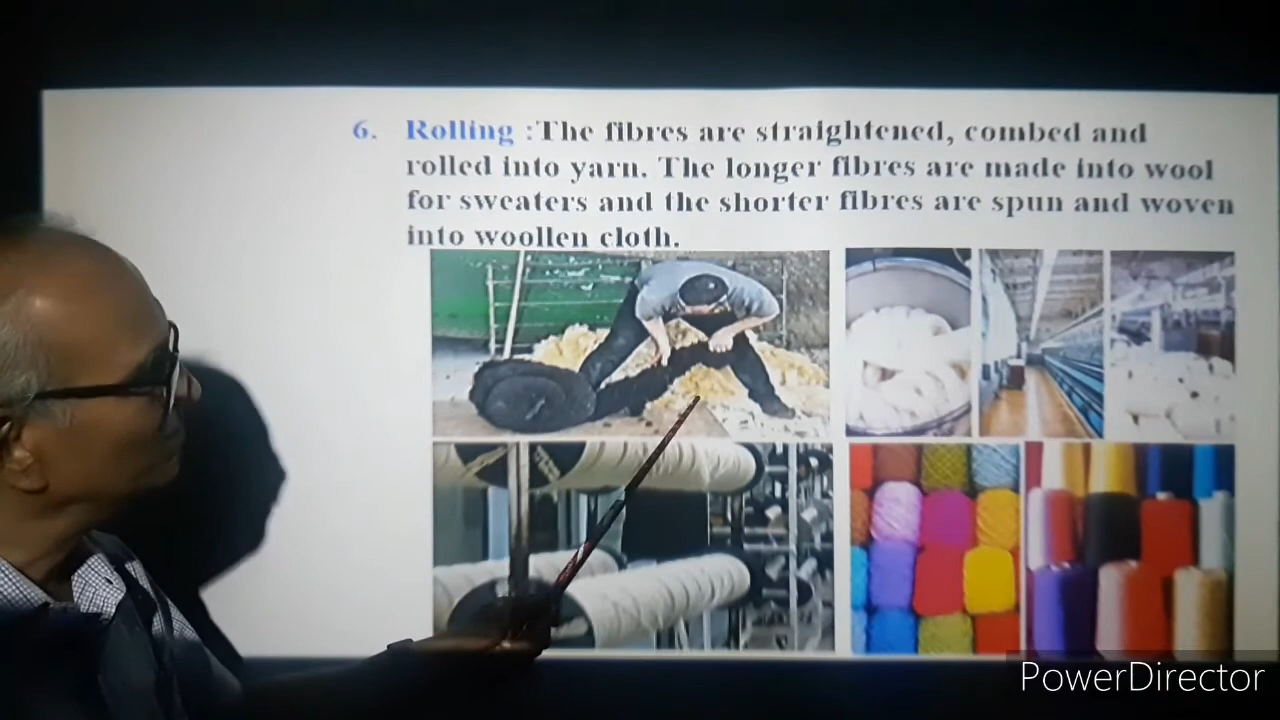 6. Rolling :The fibres are straightened, combed and
rolled into yarn. The longer fibres are made into wool
for sweaters and the shorter fibres are spun and woven
into woollen cloth.
PowerDirector